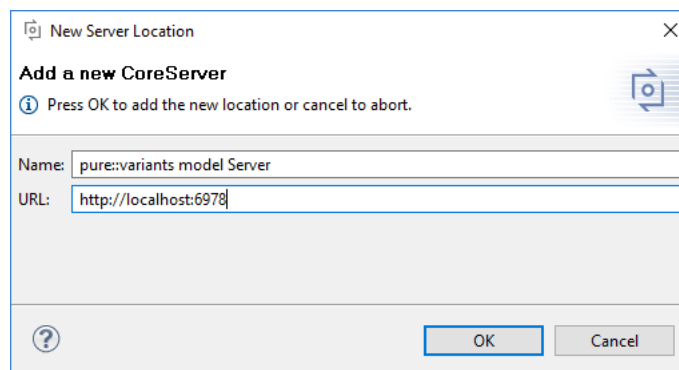 New Server Location
Add a new CoreServer
Press OK to add the new location or cancel to abort.
Name: pure::variants model Server
URL: http://localhost:6978
OK Cancel